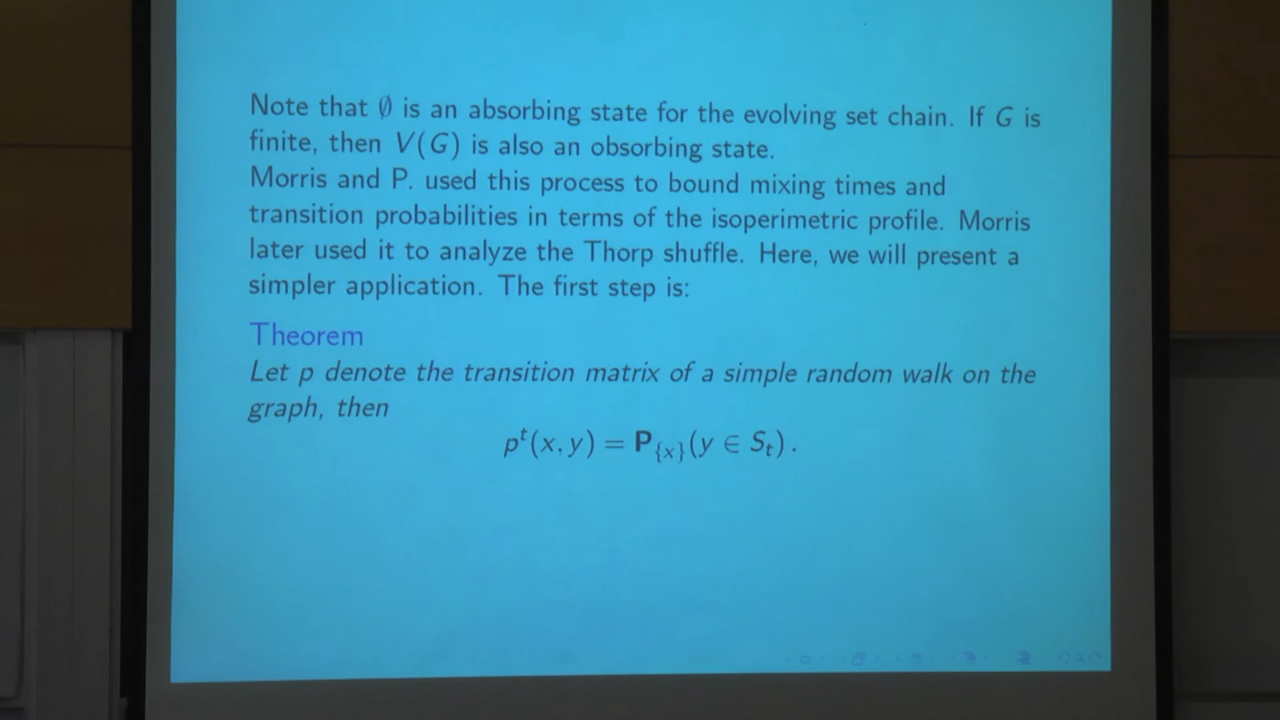 Note that ∅ is an absorbing state for the evolving set chain. If G is
finite, then V(G) is also an obsorbing state.
Morris and P. used this process to bound mixing times and
transition probabilities in terms of the isoperimetric profile. Morris
later used it to analyze the Thorp shuffle. Here, we will present a
simpler application. The first step is:
Theorem
Let p denote the transition matrix of a simple random walk on the
graph, then
pᵗ(x, y) = P_{x}(y ∈ Sₜ).